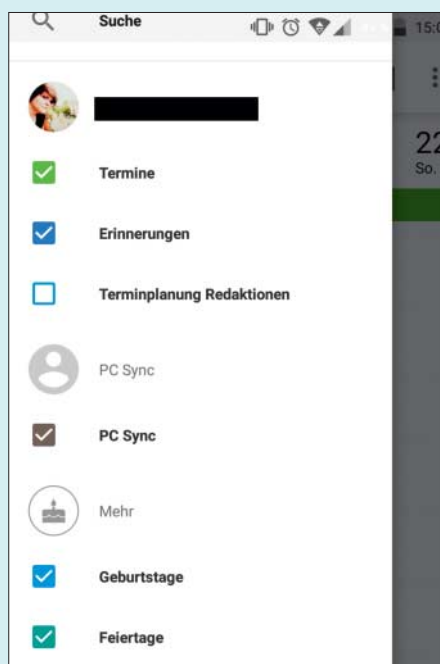 Suche
15:0
22
So.
Termine
Erinnerungen
Terminplanung Redaktionen
PC Sync
PC Sync
Mehr
Geburtstage
Feiertage